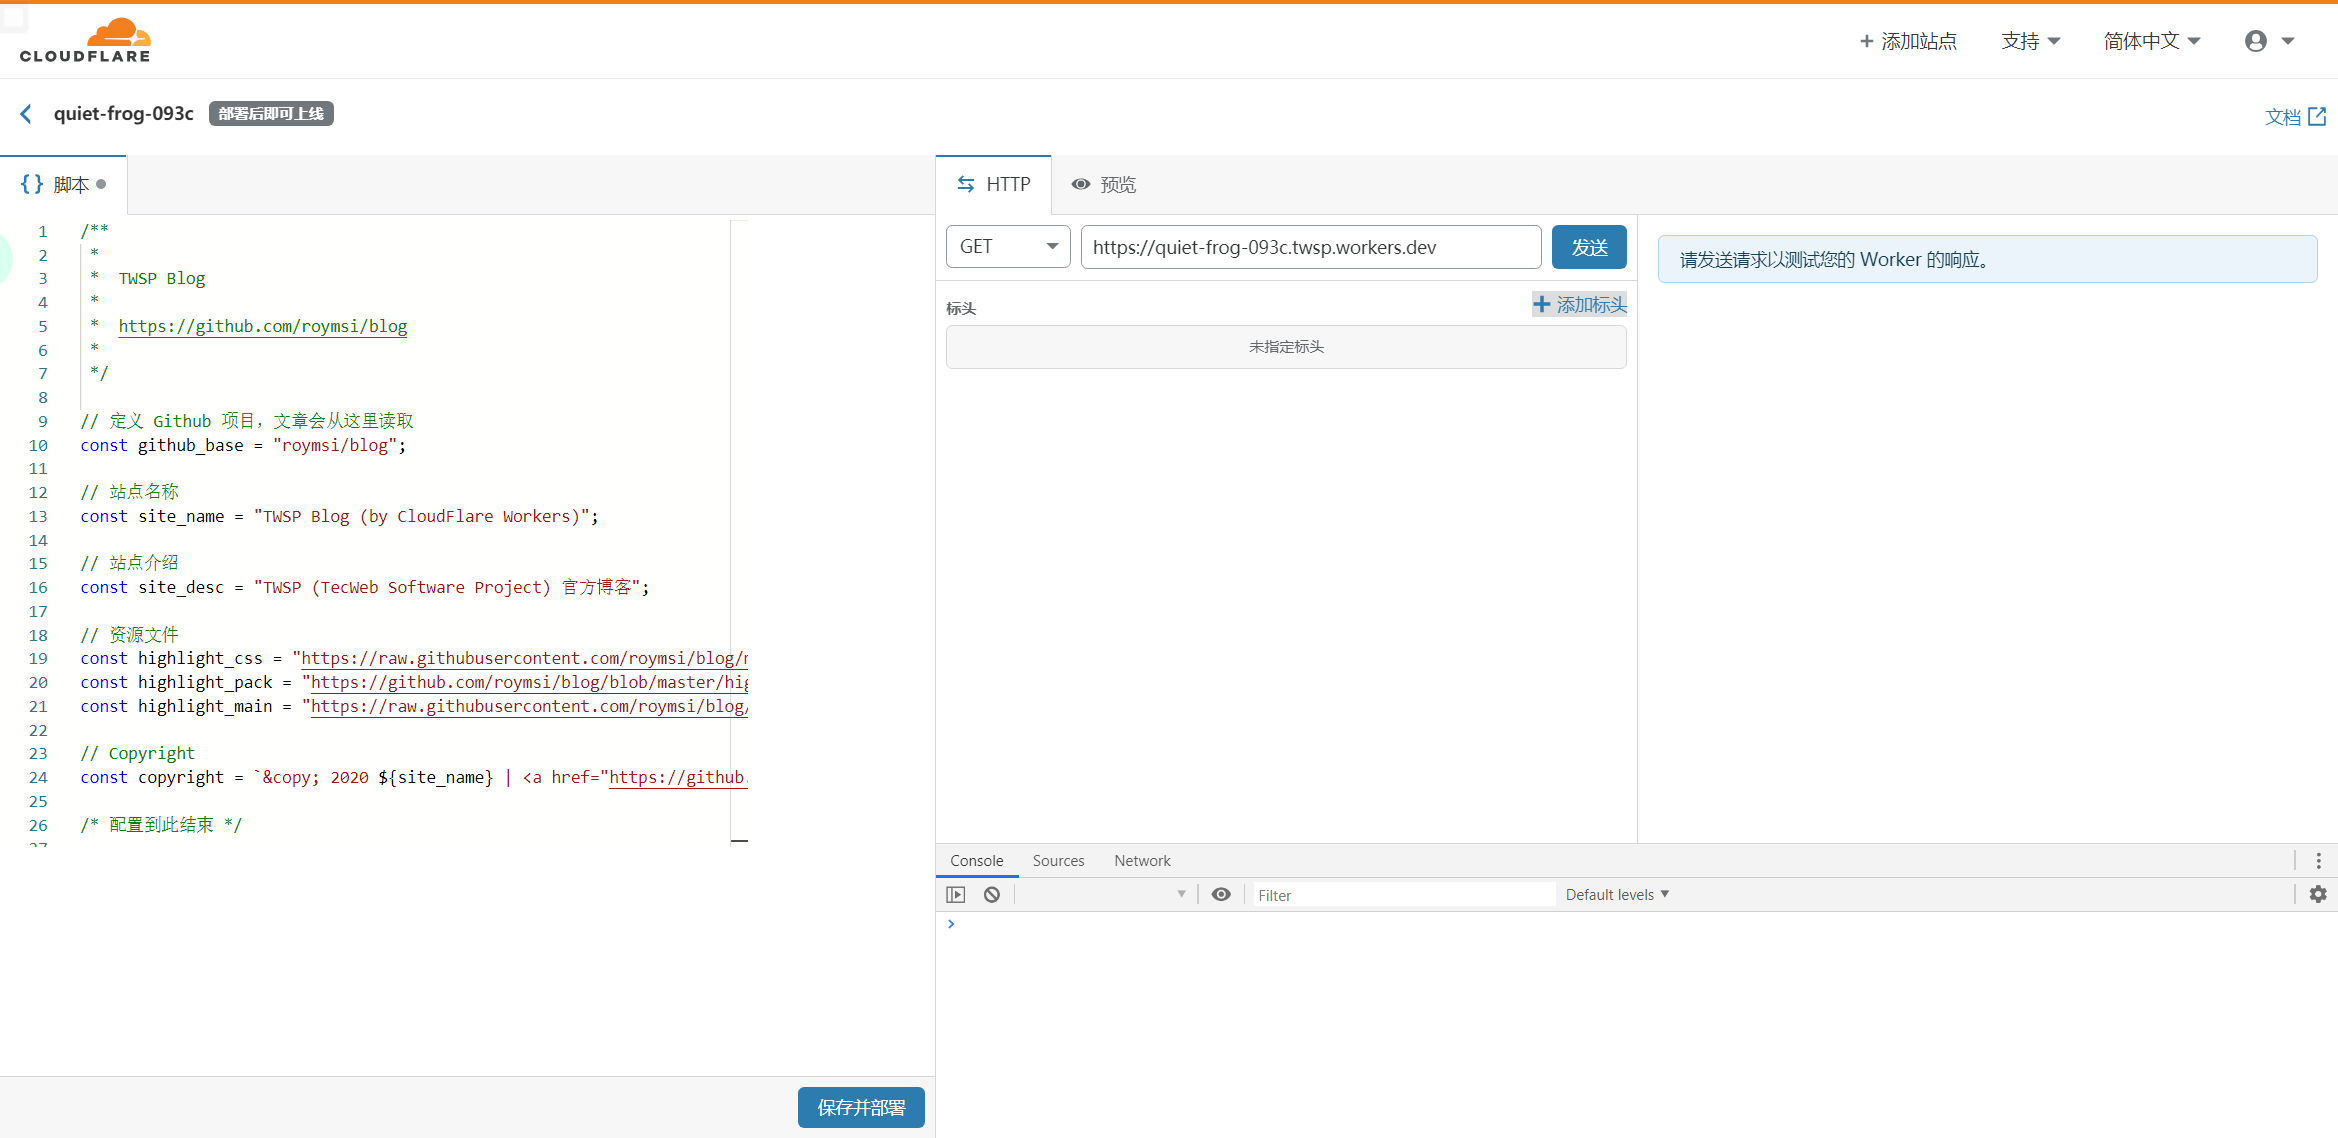 CLOUDFLARE
+ 添加站点
支持
简体中文
quiet-frog-093c
部署后即可上线
文档
{} 脚本
1 /**
2 *
3 * TWSP Blog
4 *
5 * https://github.com/roymsi/blog
6 *
7 */
8
9 // 定义 Github 项目，文章会从这里读取
10 const github_base = "roymsi/blog";
11
12 // 站点名称
13 const site_name = "TWSP Blog (by CloudFlare Workers)";
14
15 // 站点介绍
16 const site_desc = "TWSP (TecWeb Software Project) 官方博客";
17
18 // 资源文件
19 const highlight_css = "https://raw.githubusercontent.com/roymsi/blog/
20 const highlight_pack = "https://github.com/roymsi/blog/blob/master/hig
21 const highlight_main = "https://raw.githubusercontent.com/roymsi/blog/
22
23 // Copyright
24 const copyright = `&copy; 2020 ${site_name} | <a href="https://github.
25
26 /* 配置到此结束 */
27
保存并部署
HTTP
预览
GET
https://quiet-frog-093c.twsp.workers.dev
发送
标头
+ 添加标头
未指定标头
请发送请求以测试您的 Worker 的响应。
Console
Sources
Network
Filter
Default levels ▼